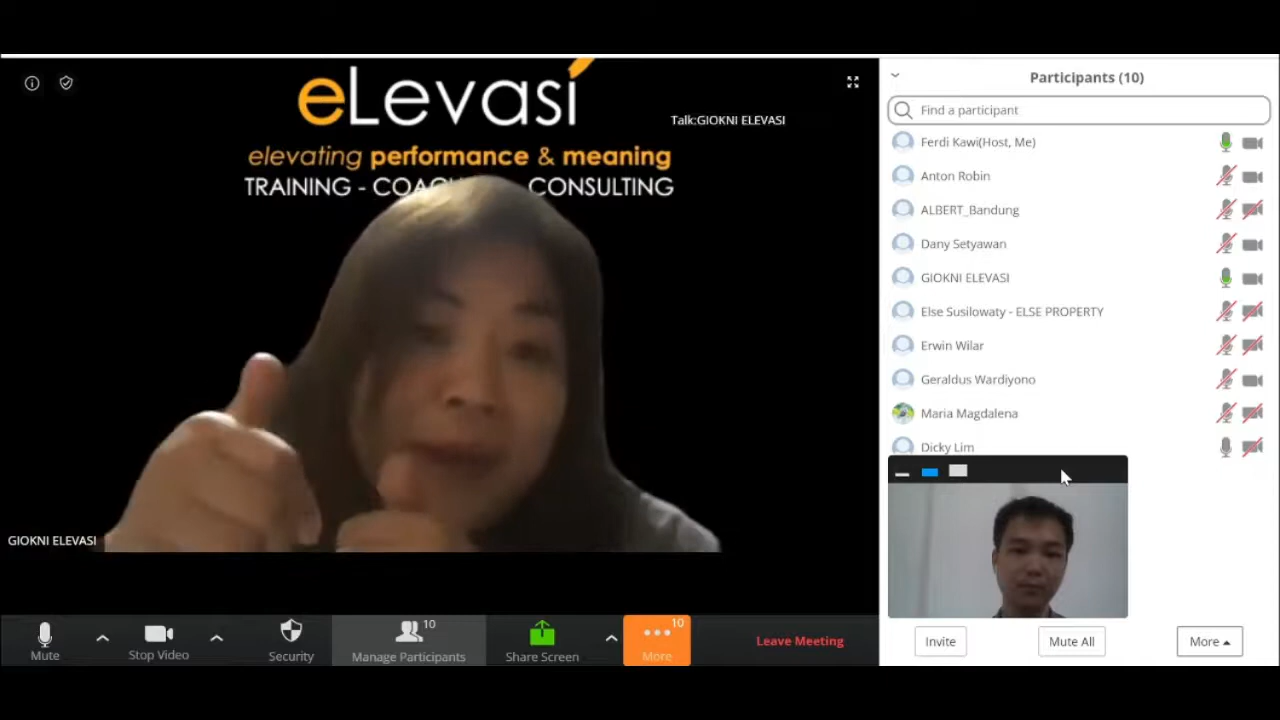 eLevasí
Talk:GIOKNI ELEVASI
elevating performance & meaning
TRAINING - CONSULTING
GIOKNI ELEVASI
Mute
Stop Video
Security
10
Manage Participants
Share Screen
10
More
Leave Meeting
Participants (10)
Find a participant
Ferdi Kawi(Host, Me)
Anton Robin
ALBERT_Bandung
Dany Setyawan
GIOKNI ELEVASI
Else Susilowaty - ELSE PROPERTY
Erwin Wilar
Geraldus Wardiyono
Maria Magdalena
Dicky Lim
Invite
Mute All
More